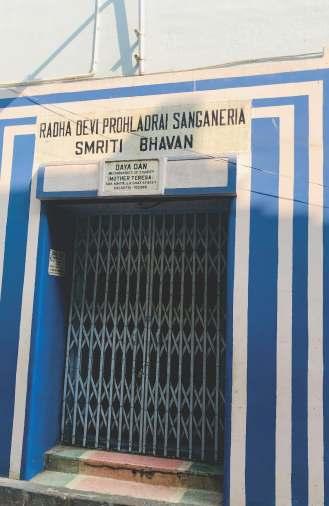 RADHA DEVI PROHLADRAI SANGANERIA
SMRITI BHAVAN
DAYA DAN
MISSIONARIES OF CHARITY
(MOTHER TERESA)